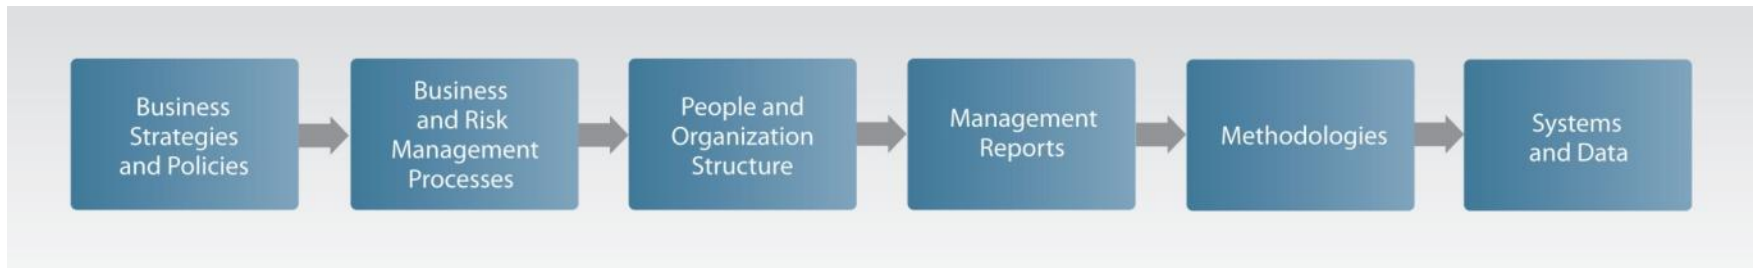 Business
Strategies
and Policies
Business
and Risk
Management
Processes
People and
Organization
Structure
Management
Reports
Methodologies
Systems
and Data